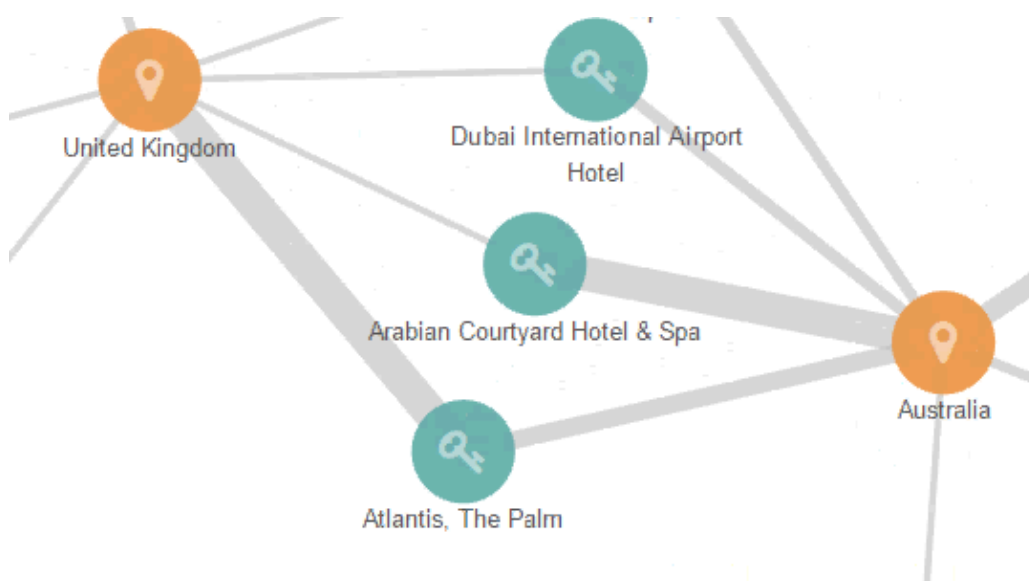 United Kingdom
Dubai International Airport
Hotel
Arabian Courtyard Hotel & Spa
Australia
Atlantis, The Palm